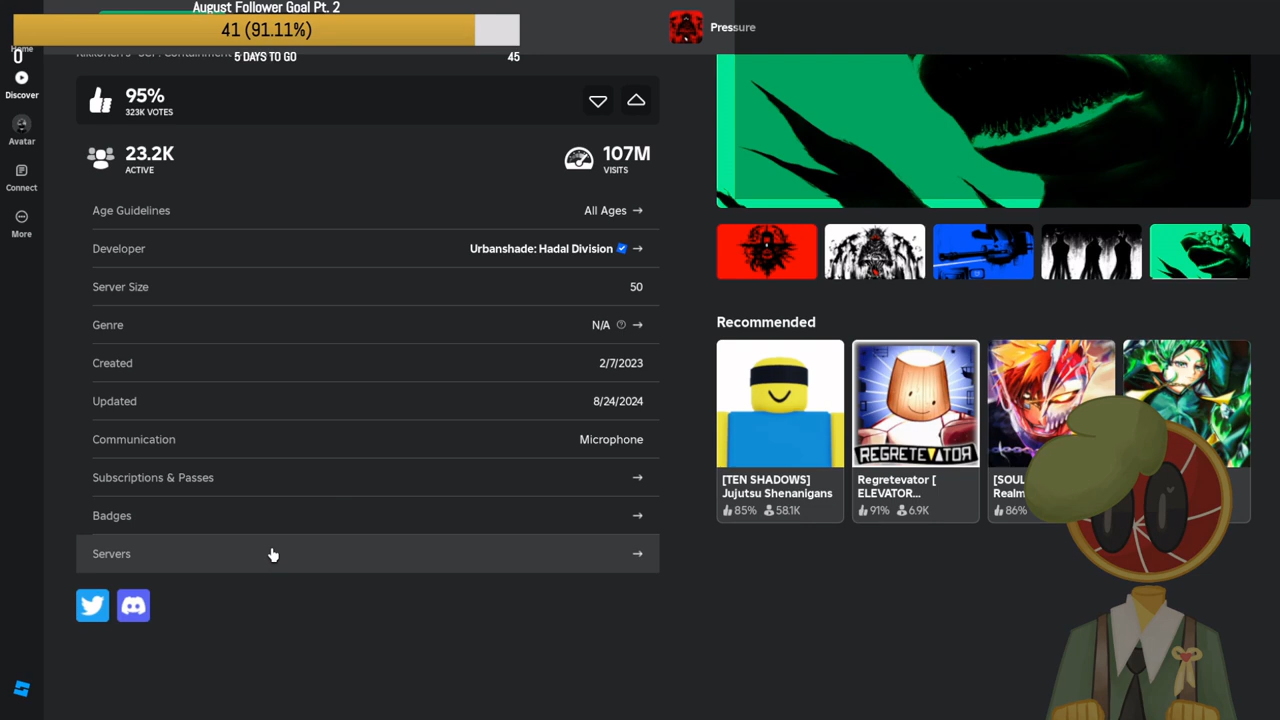 August Follower Goal Pt. 2
41 (91.11%)
5 DAYS TO GO
45
0
Home
Discover
Avatar
Connect
More
Pressure
95%
323K VOTES
23.2K
ACTIVE
107M
VISITS
Age Guidelines
All Ages →
Developer
Urbanshade: Hadal Division →
Server Size
50
Genre
N/A →
Created
2/7/2023
Updated
8/24/2024
Communication
Microphone
Subscriptions & Passes →
Badges →
Servers →
Recommended
REGRETEVATOR
[TEN SHADOWS]
Jujutsu Shenanigans
85% 58.1K
Regretevator [
ELEVATOR...
91% 6.9K
[SOUL
Realm
86%